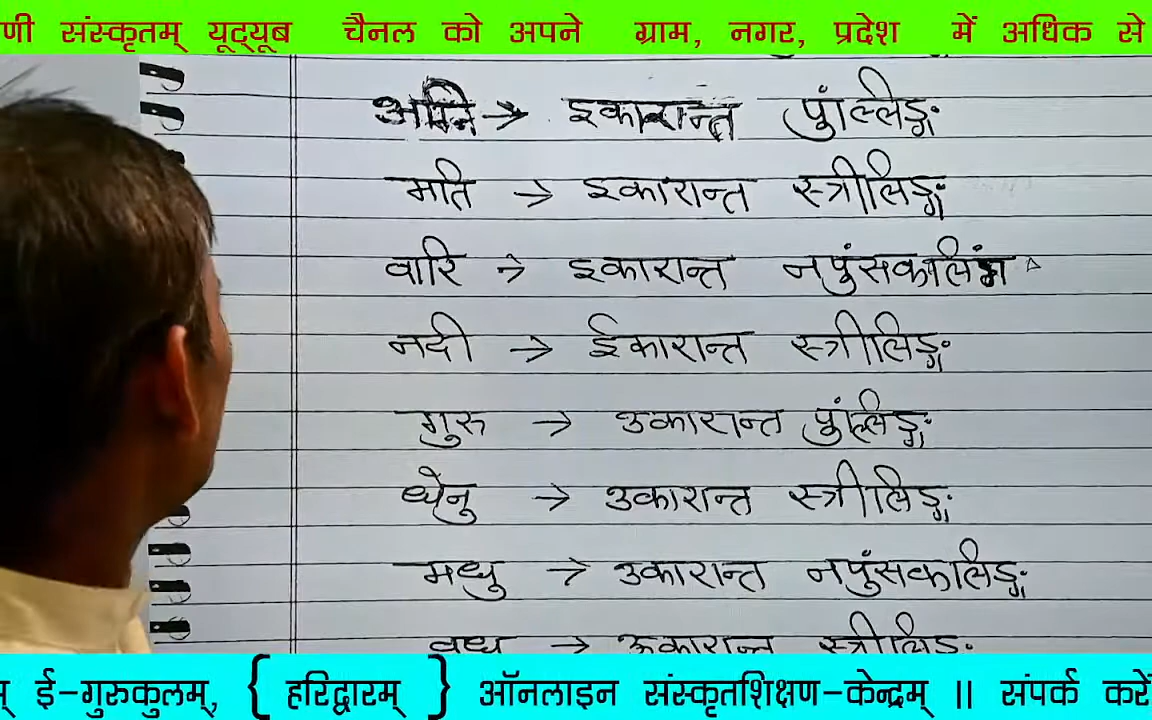 णी संस्कृतम् यूट्यूब चैनल को अपने ग्राम, नगर, प्रदेश में अधिक से
अग्नि → इकारान्त पुंल्लिङ्ग
मति → इकारान्त स्त्रीलिङ्ग
वारि → इकारान्त नपुंसकलिंग
नदी → ईकारान्त स्त्रीलिङ्ग
गुरु → उकारान्त पुंल्लिङ्ग
धेनु → उकारान्त स्त्रीलिङ्ग
मधु → उकारान्त नपुंसकलिङ्ग
→ ऊकारान्त स्त्रीलिङ्ग
म् ई-गुरुकुलम्, { हरिद्वारम् } ऑनलाइन संस्कृतशिक्षण-केन्द्रम् || संपर्क करें